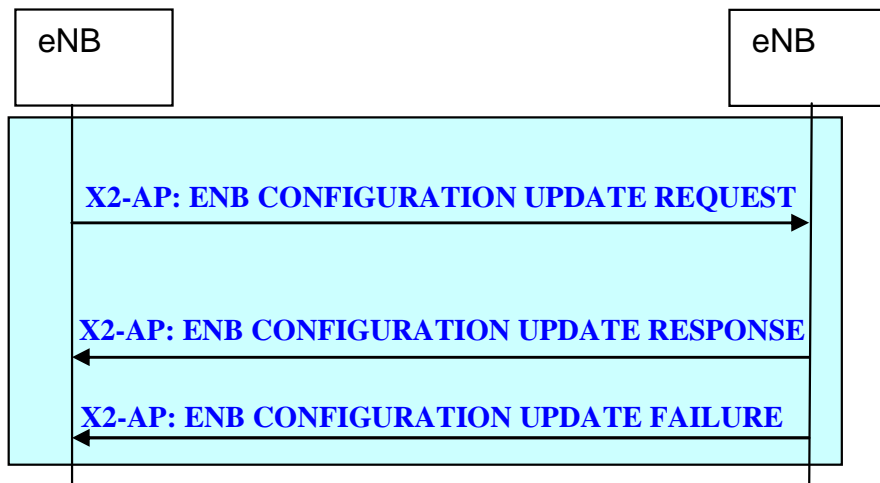 eNB
eNB
X2-AP: ENB CONFIGURATION UPDATE REQUEST
X2-AP: ENB CONFIGURATION UPDATE RESPONSE
X2-AP: ENB CONFIGURATION UPDATE FAILURE